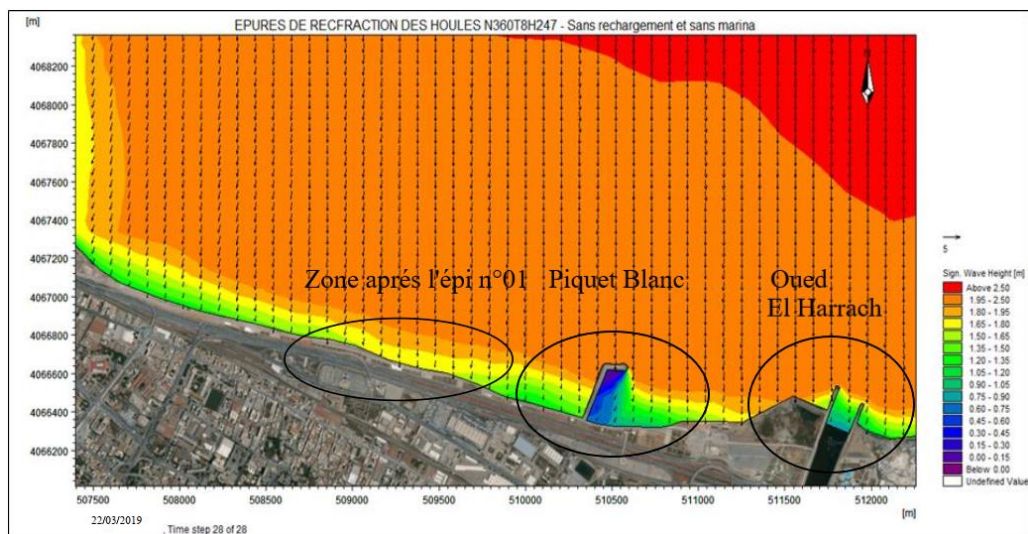 EPURES DE RECFRACTION DES HOULES N360T8H247 - Sans rechargement et sans marina
[m]
4068200
4068000
4067800
4067600
4067400
4067200
4067000
4066800
4066600
4066400
4066200
Zone aprés l'épi n°01
Piquet Blanc
Oued
El Harrach
5
Sign. Wave Height [m]
Above 2.50
1.95 - 2.50
1.80 - 1.95
1.65 - 1.80
1.50 - 1.65
1.35 - 1.50
1.20 - 1.35
1.05 - 1.20
0.90 - 1.05
0.75 - 0.90
0.60 - 0.75
0.45 - 0.60
0.30 - 0.45
0.15 - 0.30
0.00 - 0.15
Below 0.00
Undefined Value
507500 508000 508500 509000 509500 510000 510500 511000 511500 512000
[m]
22/03/2019
, Time step 28 of 28